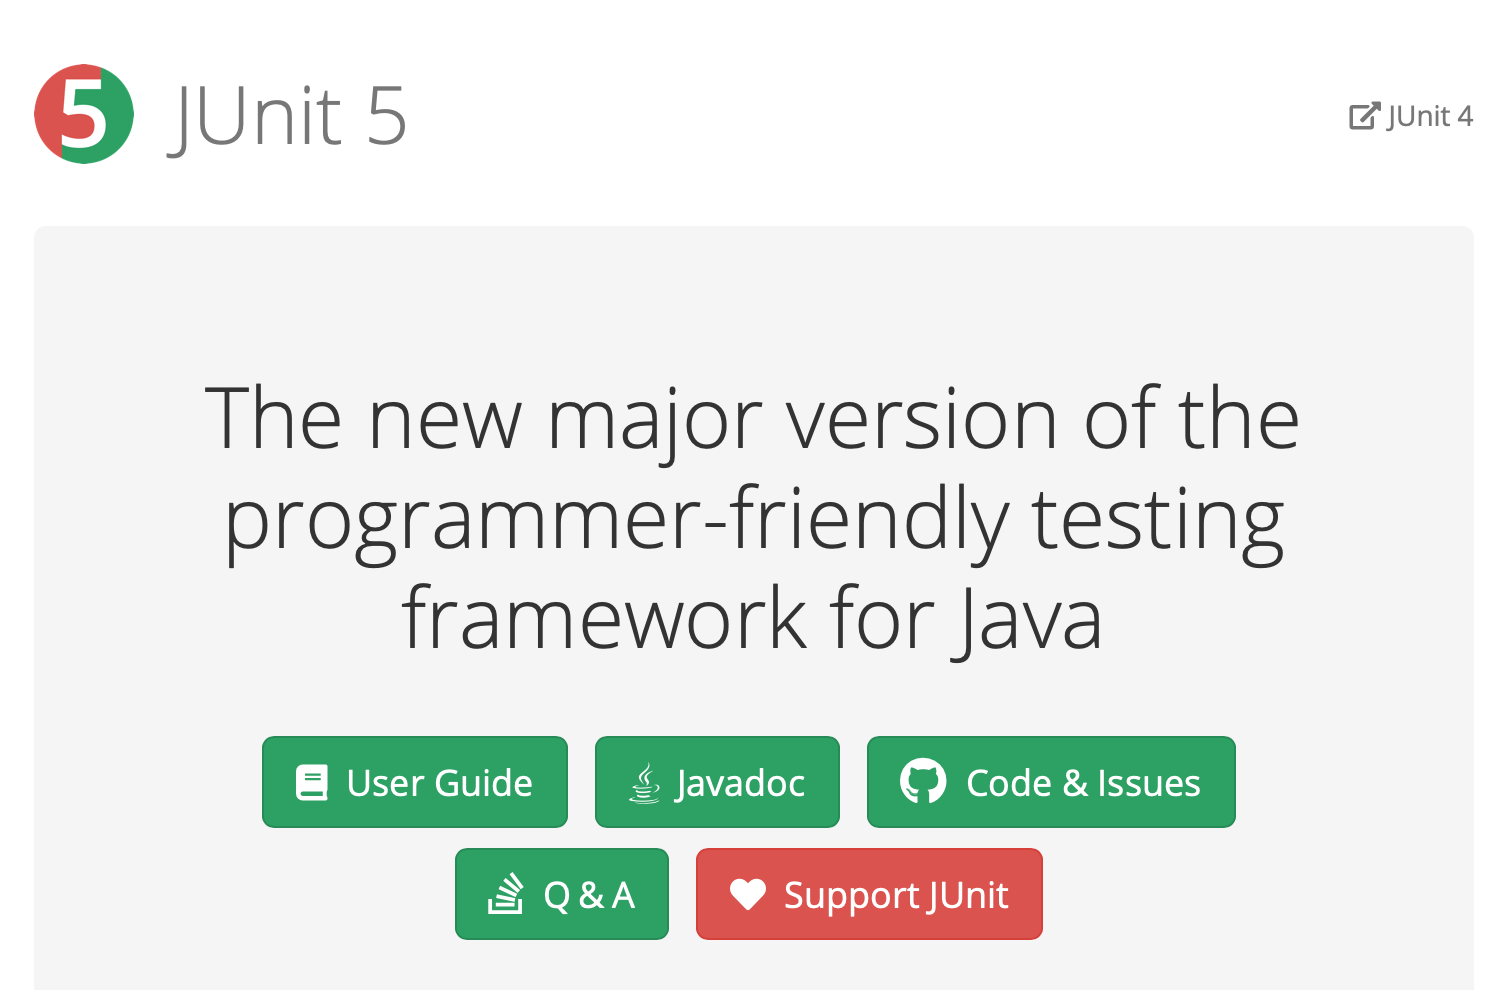 5
JUnit 5
JUnit 4
The new major version of the
programmer-friendly testing
framework for Java
User Guide
Javadoc
Code & Issues
Q & A
Support JUnit